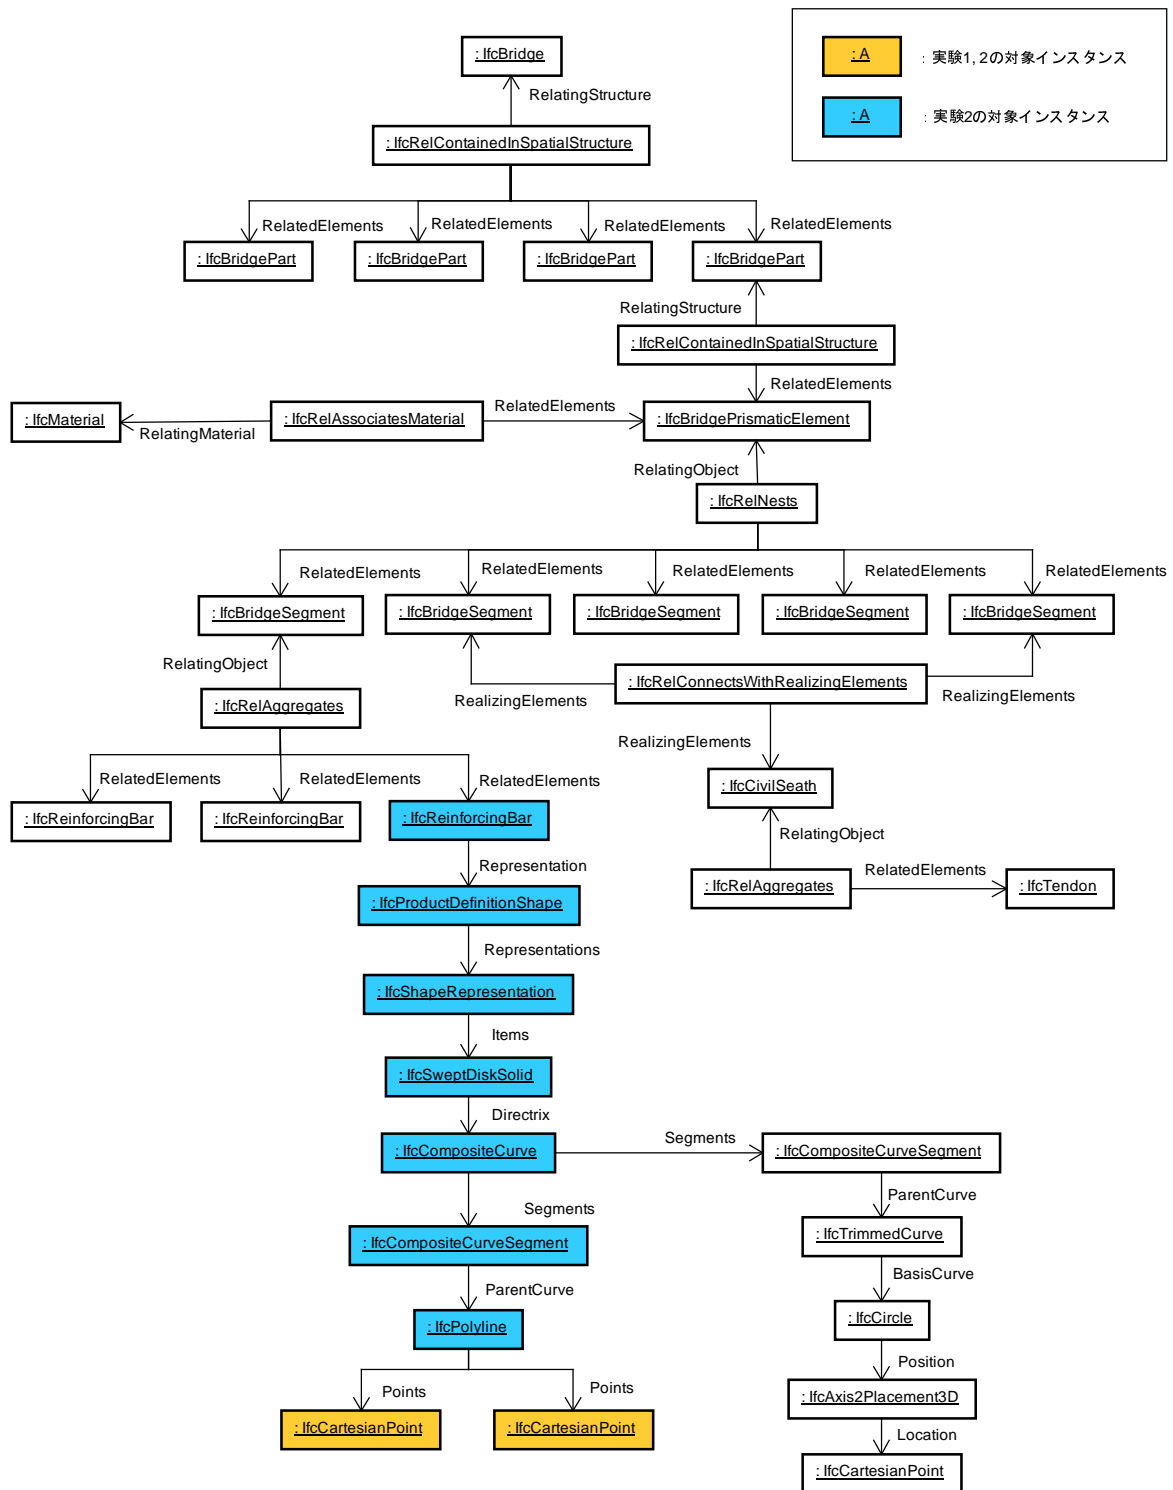 : A
: 実験1, 2の対象インスタンス
: A
: 実験2の対象インスタンス
: IfcBridge
RelatingStructure
: IfcRelContainedInSpatialStructure
RelatedElements
RelatedElements
RelatedElements
RelatedElements
: IfcBridgePart
: IfcBridgePart
: IfcBridgePart
: IfcBridgePart
RelatingStructure
: IfcRelContainedInSpatialStructure
RelatedElements
: IfcMaterial
RelatingMaterial
: IfcRelAssociatesMaterial
RelatedElements
: IfcBridgePrismaticElement
RelatingObject
: IfcRelNests
RelatedElements
RelatedElements
RelatedElements
RelatedElements
RelatedElements
: IfcBridgeSegment
: IfcBridgeSegment
: IfcBridgeSegment
: IfcBridgeSegment
: IfcBridgeSegment
RelatingObject
: IfcRelAggregates
RealizingElements
: IfcRelConnectsWithRealizingElements
RealizingElements
RealizingElements
RelatedElements
RelatedElements
RelatedElements
: IfcReinforcingBar
: IfcReinforcingBar
: IfcReinforcingBar
: IfcCivilSeath
RelatingObject
: IfcRelAggregates
RelatedElements
: IfcTendon
Representation
: IfcProductDefinitionShape
Representations
: IfcShapeRepresentation
Items
: IfcSweptDiskSolid
Directrix
: IfcCompositeCurve
Segments
: IfcCompositeCurveSegment
Segments
: IfcCompositeCurveSegment
ParentCurve
: IfcPolyline
Points
Points
: IfcCartesianPoint
: IfcCartesianPoint
ParentCurve
: IfcTrimmedCurve
BasisCurve
: IfcCircle
Position
: IfcAxis2Placement3D
Location
: IfcCartesianPoint